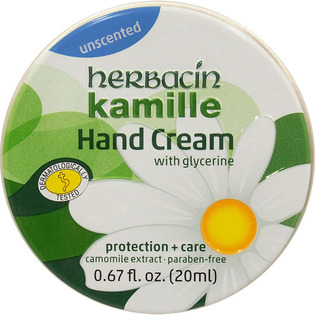 unscented
herbacin
kamille
Hand Cream
with glycerine
DERMATOLOGICALLY
TESTED
protection + care
camomile extract · paraben-free
0.67 fl. oz. (20ml)